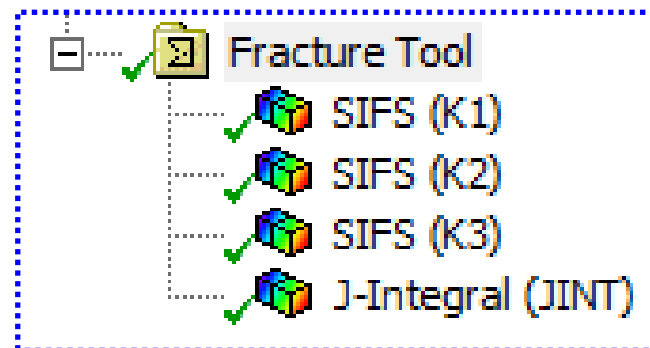 Fracture Tool
SIFS (K1)
SIFS (K2)
SIFS (K3)
J-Integral (JINT)